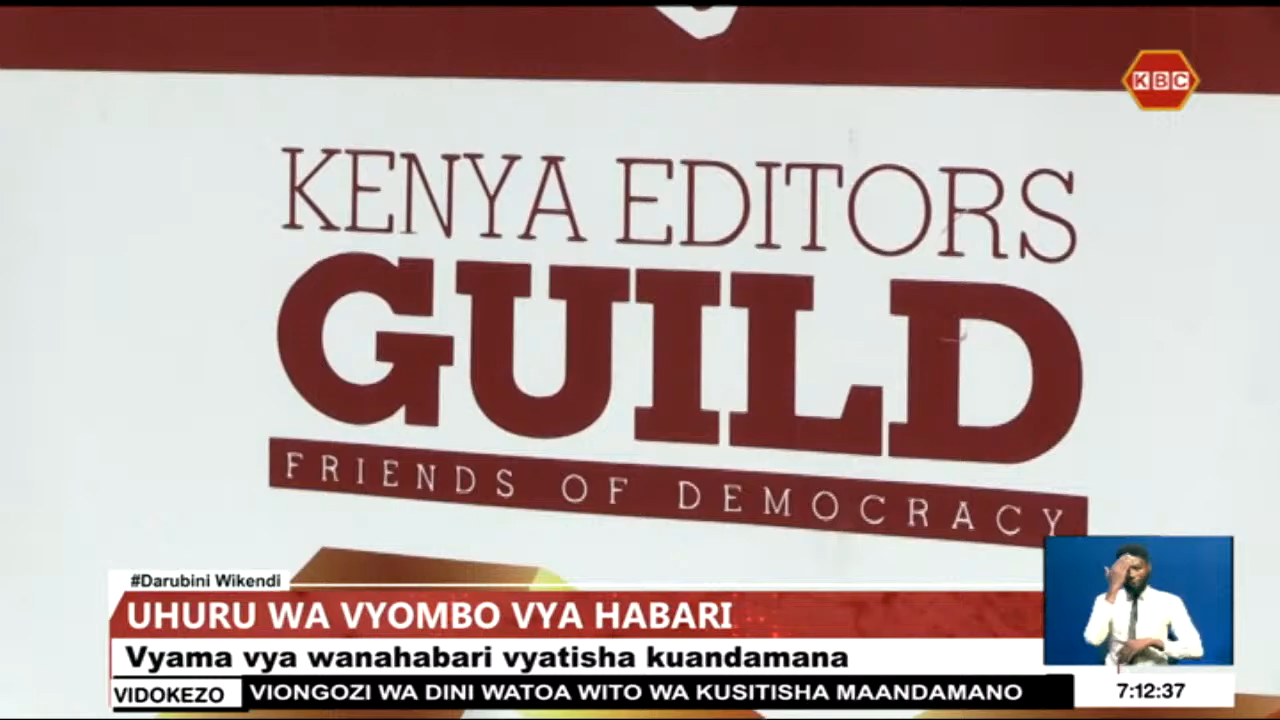 KBC
KENYA EDITORS
GUILD
FRIENDS OF DEMOCRACY
#Darubini Wikendi
UHURU WA VYOMBO VYA HABARI
Vyama vya wanahabari vyatisha kuandamana
VIDOKEZO VIONGOZI WA DINI WATOA WITO WA KUSITISHA MAANDAMANO 7:12:37